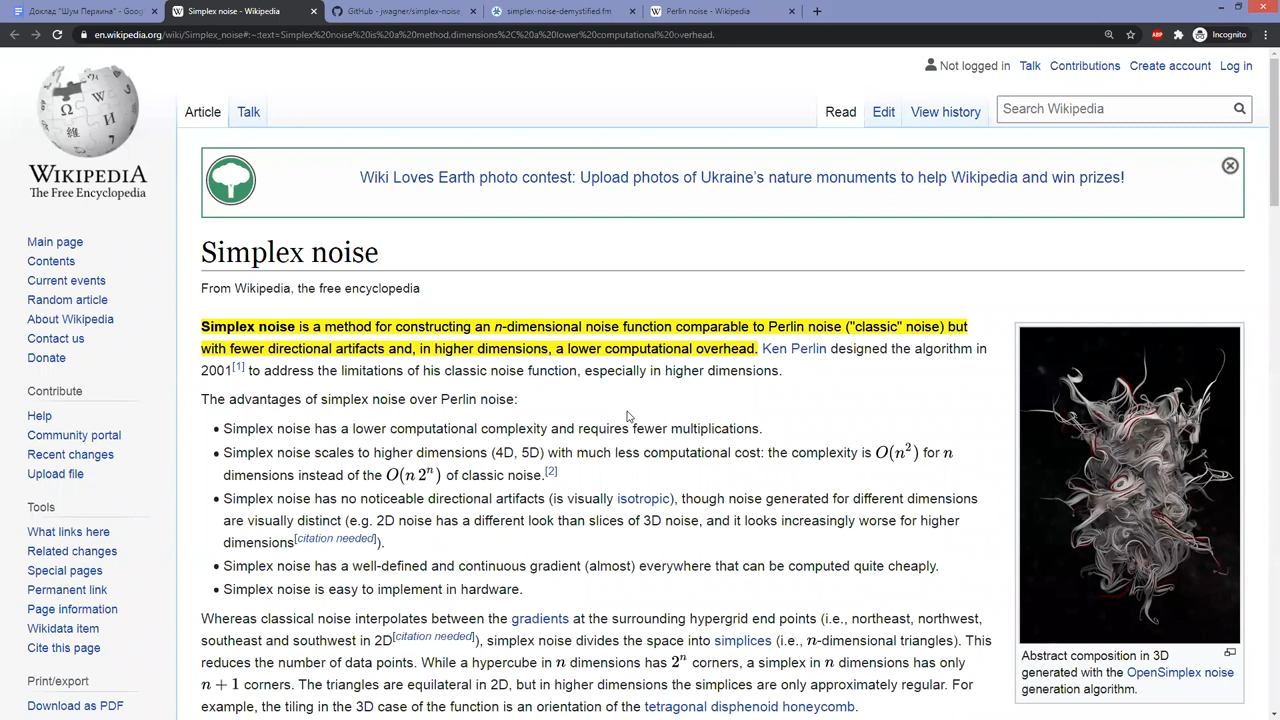 Доклад "Шум Перлина" - Goog
Simplex noise - Wikipedia
GitHub - jwagner/simplex-noise
simplex-noise-demystified.fm
Perlin noise - Wikipedia
en.wikipedia.org/wiki/Simplex_noise#:~:text=Simplex%20noise%20is%20a%20method,dimensions%2C%20a%20lower%20computational%20overhead.
ABP
Incognito
Not logged in Talk Contributions Create account Log in
Article Talk Read Edit View history Search Wikipedia
WIKIPEDIA
The Free Encyclopedia
Wiki Loves Earth photo contest: Upload photos of Ukraine's nature monuments to help Wikipedia and win prizes!
Main page
Contents
Current events
Random article
About Wikipedia
Contact us
Donate
Contribute
Help
Community portal
Recent changes
Upload file
Tools
What links here
Related changes
Special pages
Permanent link
Page information
Wikidata item
Cite this page
Print/export
Download as PDF
Simplex noise
From Wikipedia, the free encyclopedia
Simplex noise is a method for constructing an n-dimensional noise function comparable to Perlin noise ("classic" noise) but
with fewer directional artifacts and, in higher dimensions, a lower computational overhead. Ken Perlin designed the algorithm in
2001[1] to address the limitations of his classic noise function, especially in higher dimensions.
The advantages of simplex noise over Perlin noise:
• Simplex noise has a lower computational complexity and requires fewer multiplications.
• Simplex noise scales to higher dimensions (4D, 5D) with much less computational cost: the complexity is O(n²) for n
dimensions instead of the O(n 2ⁿ) of classic noise.[2]
• Simplex noise has no noticeable directional artifacts (is visually isotropic), though noise generated for different dimensions
are visually distinct (e.g. 2D noise has a different look than slices of 3D noise, and it looks increasingly worse for higher
dimensions[citation needed]).
• Simplex noise has a well-defined and continuous gradient (almost) everywhere that can be computed quite cheaply.
• Simplex noise is easy to implement in hardware.
Whereas classical noise interpolates between the gradients at the surrounding hypergrid end points (i.e., northeast, northwest,
southeast and southwest in 2D[citation needed]), simplex noise divides the space into simplices (i.e., n-dimensional triangles). This
reduces the number of data points. While a hypercube in n dimensions has 2ⁿ corners, a simplex in n dimensions has only
n + 1 corners. The triangles are equilateral in 2D, but in higher dimensions the simplices are only approximately regular. For
example, the tiling in the 3D case of the function is an orientation of the tetragonal disphenoid honeycomb.
Abstract composition in 3D
generated with the OpenSimplex noise
generation algorithm.